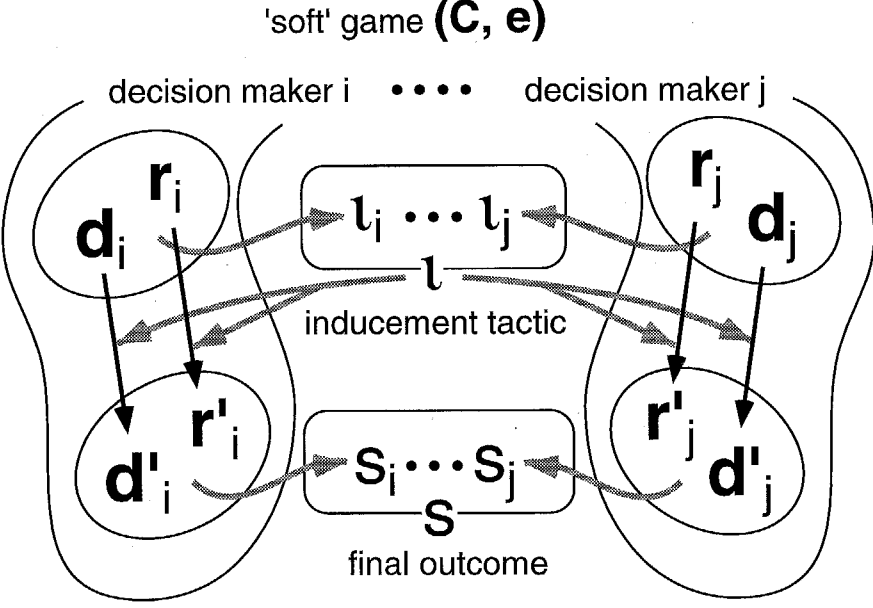 'soft' game (C, e)
decision maker i • • • • decision maker j
r_i r_j
d_i ι_i • • • ι_j d_j
ι
inducement tactic
r'_i r'_j
d'_i s_i • • • s_j d'_j
s
final outcome